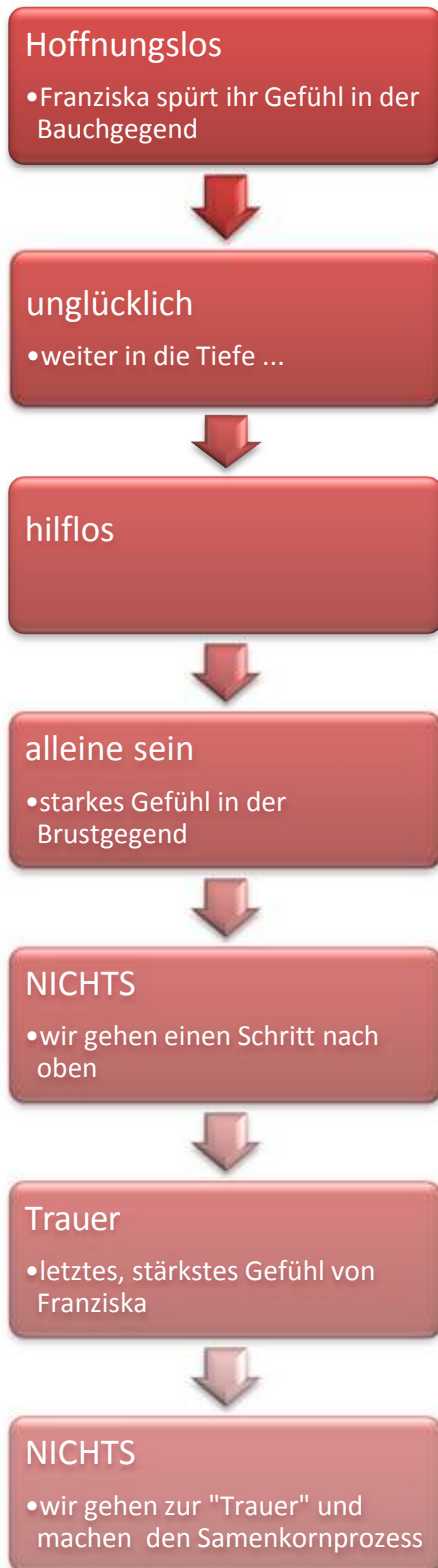 Hoffnungslos
•Franziska spürt ihr Gefühl in der
Bauchgegend
unglücklich
•weiter in die Tiefe ...
hilflos
alleine sein
•starkes Gefühl in der
Brustgegend
NICHTS
•wir gehen einen Schritt nach
oben
Trauer
•letztes, stärkstes Gefühl von
Franziska
NICHTS
•wir gehen zur "Trauer" und
machen den Samenkornprozess